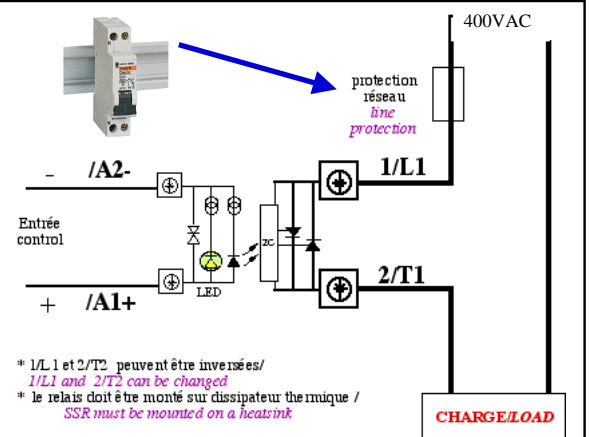 400VAC
protection
réseau
line
protection
- /A2-
1/L1
Entrée
control
ZC
LED
2/T1
+ /A1+
* 1/L1 et 2/T2 peuvent être inversées/
1/L1 and 2/T2 can be changed
* le relais doit être monté sur dissipateur thermique /
SSR must be mounted on a heatsink
CHARGE/LOAD